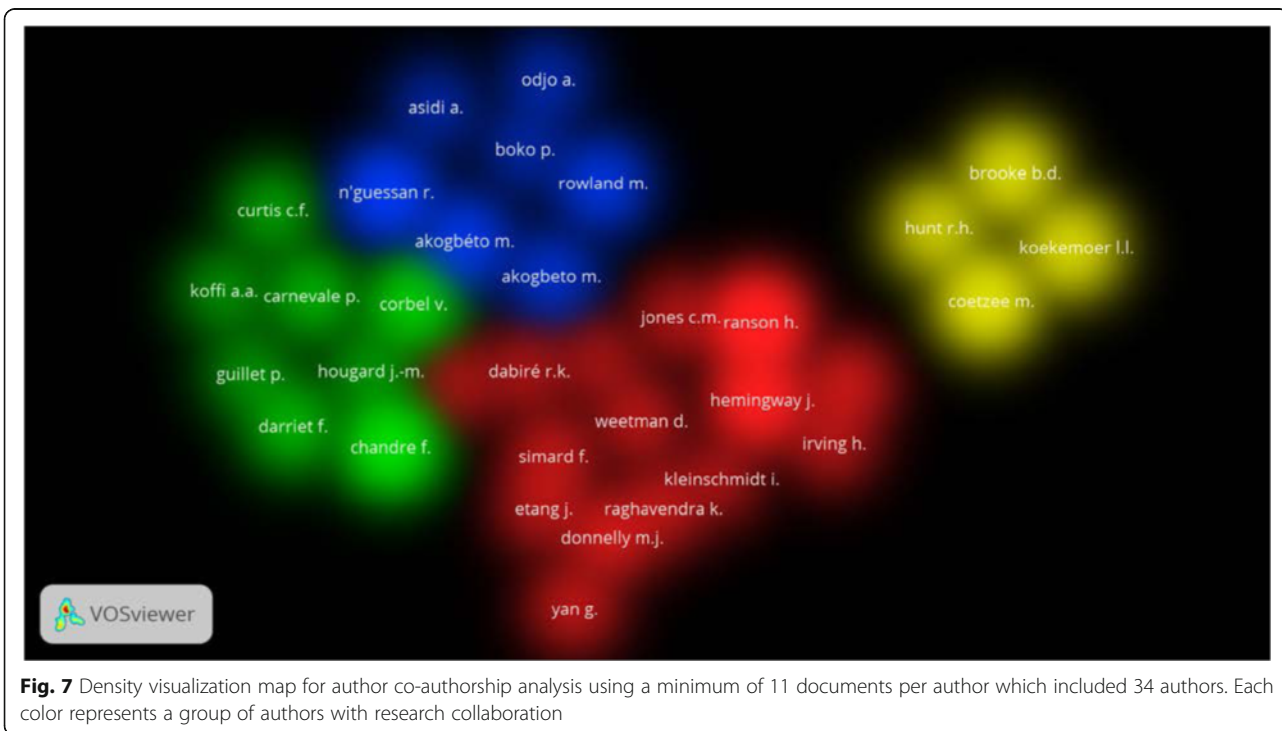 odjo a.
asidi a.
boko p.
brooke b.d.
rowland m.
n'guessan r.
curtis c.f.
hunt r.h.
akogbéto m.
koekemoer l.l.
akogbeto m.
koffi a.a. carnevale p. corbel v.
coetzee m.
jones c.m. ranson h.
guillet p. hougard j.-m. dabiré r.k.
hemingway j.
weetman d.
darriet f.
chandre f.
irving h.
simard f.
kleinschmidt i.
etang j. raghavendra k.
donnelly m.j.
yan g.
VOSviewer
Fig. 7 Density visualization map for author co-authorship analysis using a minimum of 11 documents per author which included 34 authors. Each
color represents a group of authors with research collaboration